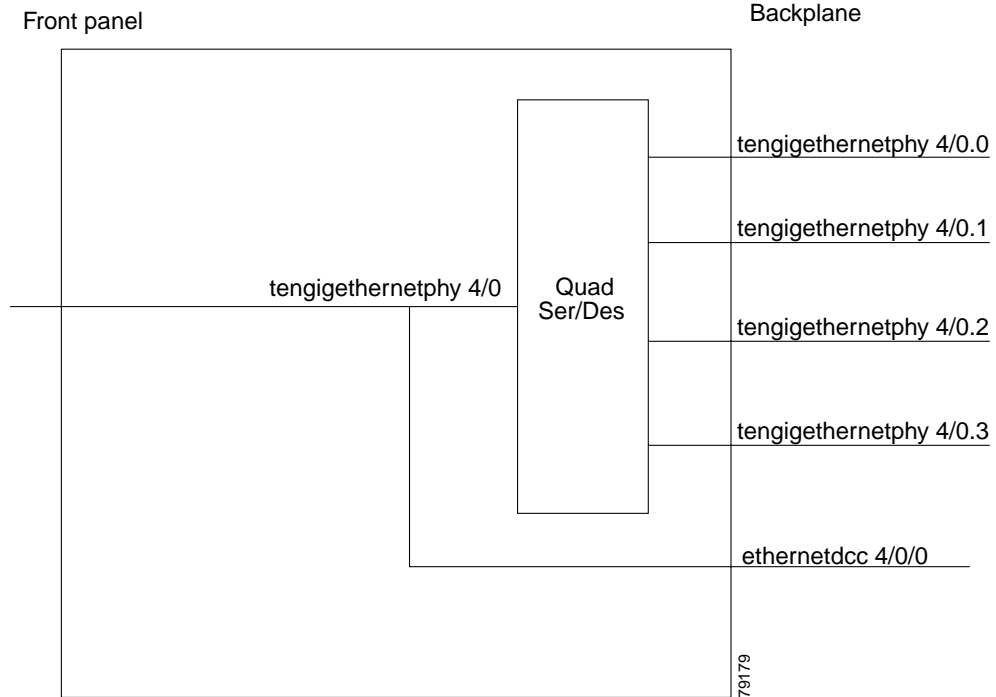 Front panel
Backplane
tengigethernetphy 4/0.0
tengigethernetphy 4/0.1
tengigethernetphy 4/0
Quad
Ser/Des
tengigethernetphy 4/0.2
tengigethernetphy 4/0.3
ethernetdcc 4/0/0
79179